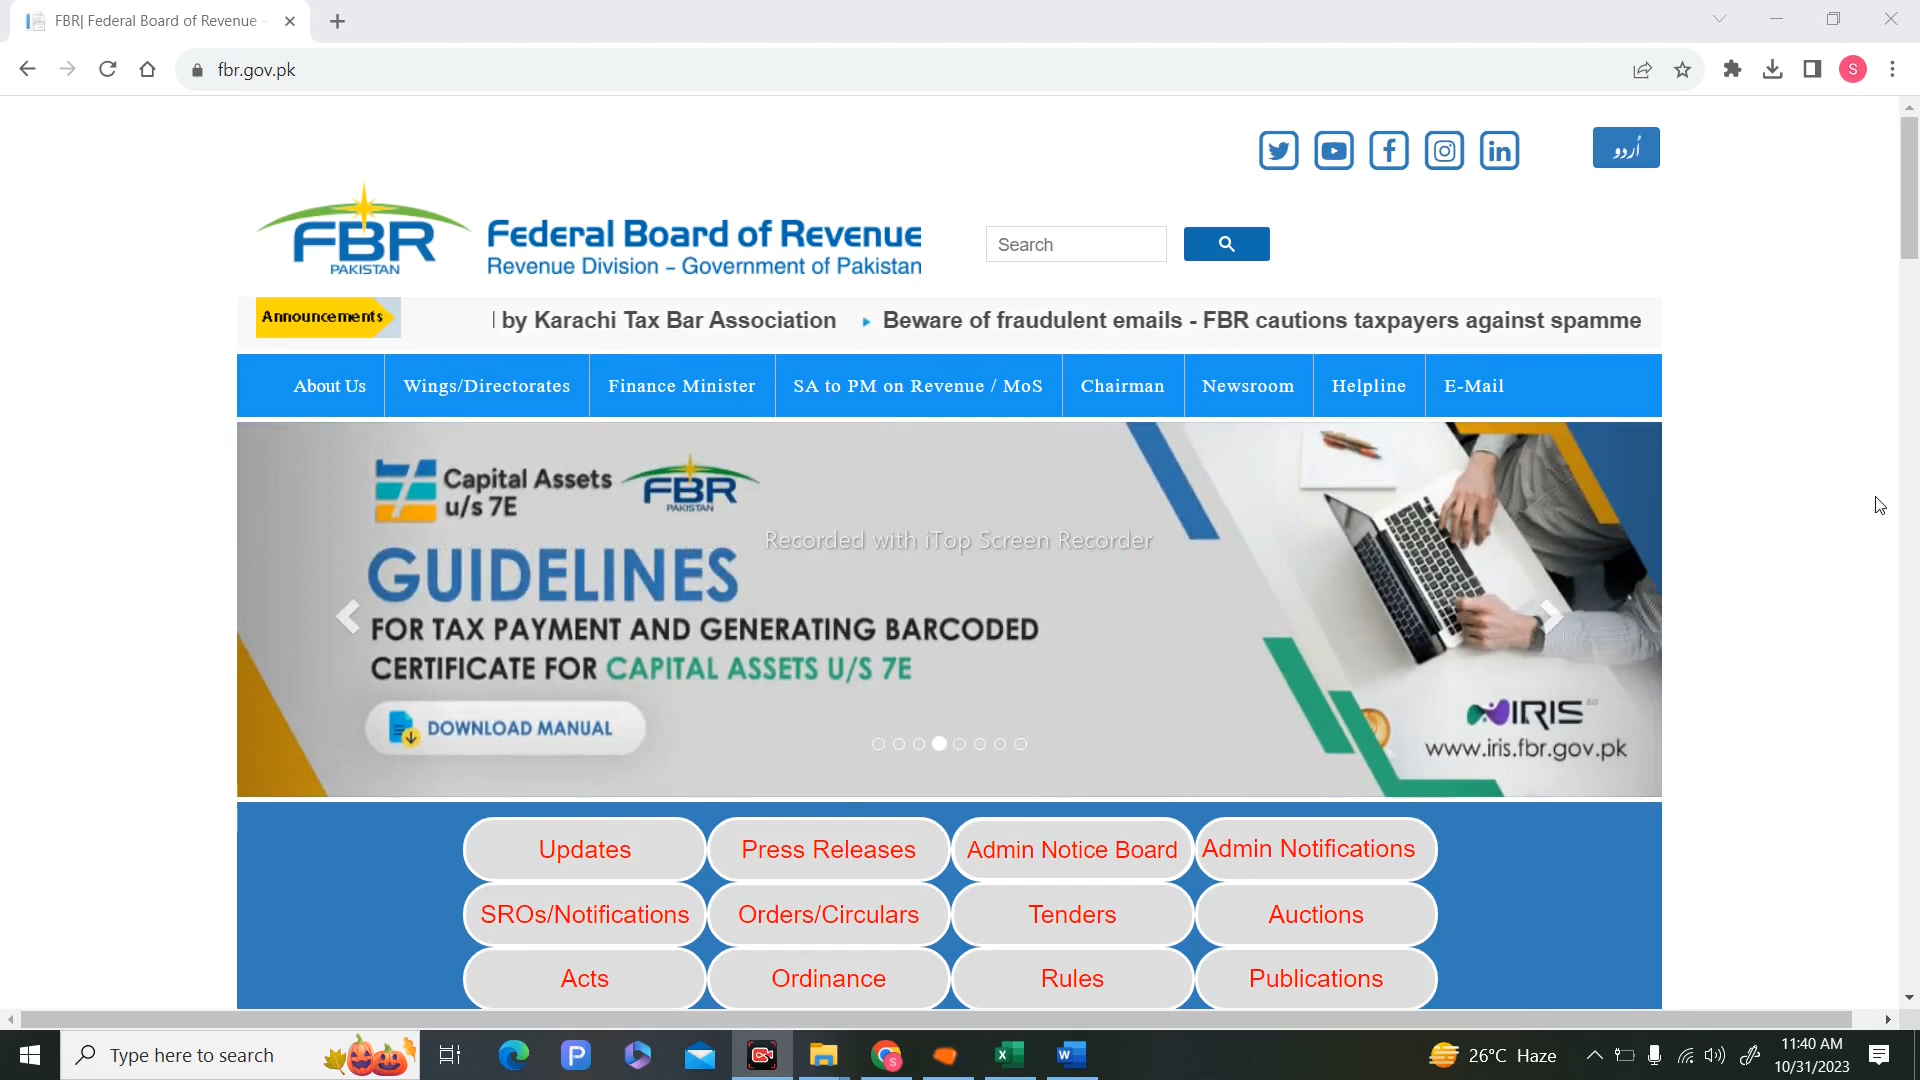 FBR| Federal Board of Revenue -
fbr.gov.pk
S
اُردو
FBR
PAKISTAN
Federal Board of Revenue
Revenue Division – Government of Pakistan
Search
Announcements
by Karachi Tax Bar Association
Beware of fraudulent emails - FBR cautions taxpayers against spamme
About Us
Wings/Directorates
Finance Minister
SA to PM on Revenue / MoS
Chairman
Newsroom
Helpline
E-Mail
Capital Assets
u/s 7E
FBR
PAKISTAN
Recorded with iTop Screen Recorder
GUIDELINES
FOR TAX PAYMENT AND GENERATING BARCODED
CERTIFICATE FOR CAPITAL ASSETS U/S 7E
DOWNLOAD MANUAL
IRIS
www.iris.fbr.gov.pk
Updates
Press Releases
Admin Notice Board
Admin Notifications
SROs/Notifications
Orders/Circulars
Tenders
Auctions
Acts
Ordinance
Rules
Publications
Type here to search
26°C Haze
11:40 AM
10/31/2023